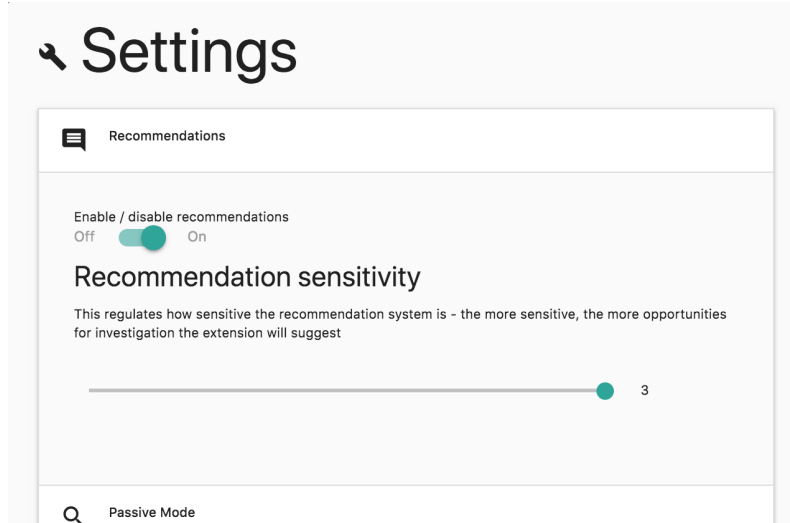 Settings
Recommendations
Enable / disable recommendations
Off On
Recommendation sensitivity
This regulates how sensitive the recommendation system is - the more sensitive, the more opportunities
for investigation the extension will suggest
3
Passive Mode